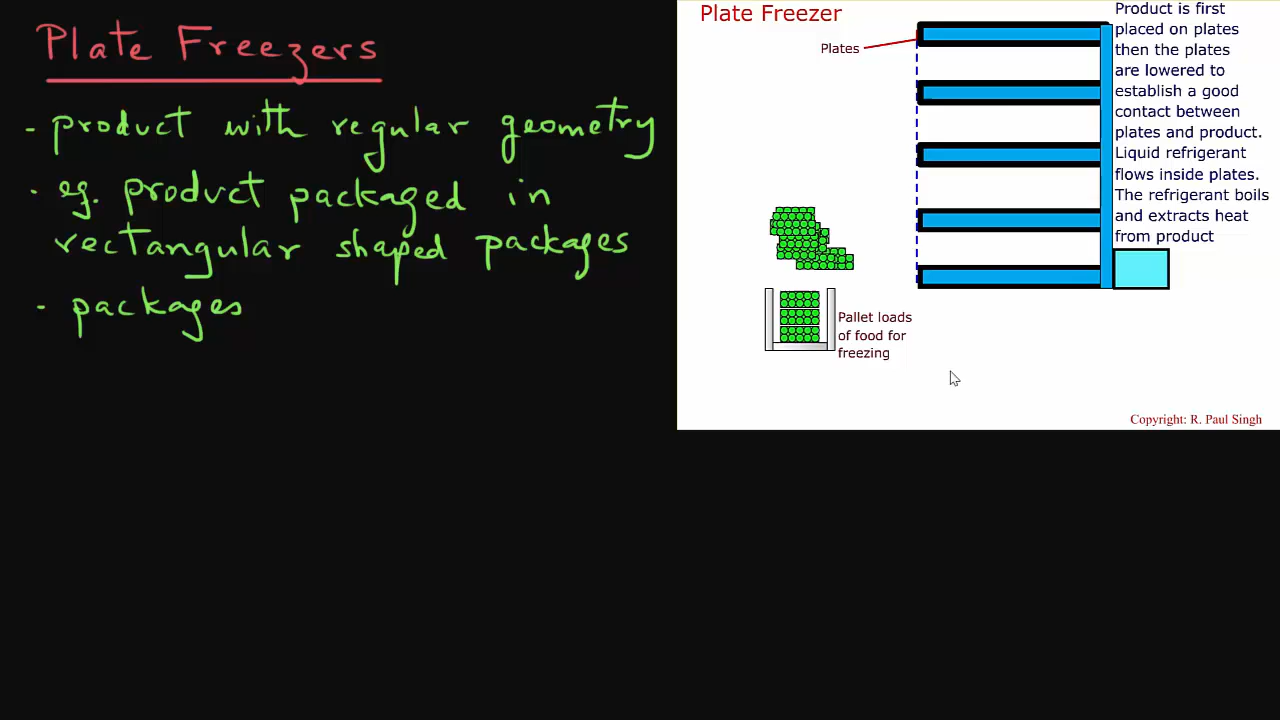 Plate Freezers
- product with regular geometry
· eg. product packaged in
rectangular shaped packages
· packages
Plate Freezer
Plates
Product is first
placed on plates
then the plates
are lowered to
establish a good
contact between
plates and product.
Liquid refrigerant
flows inside plates.
The refrigerant boils
and extracts heat
from product
Pallet loads
of food for
freezing
Copyright: R. Paul Singh